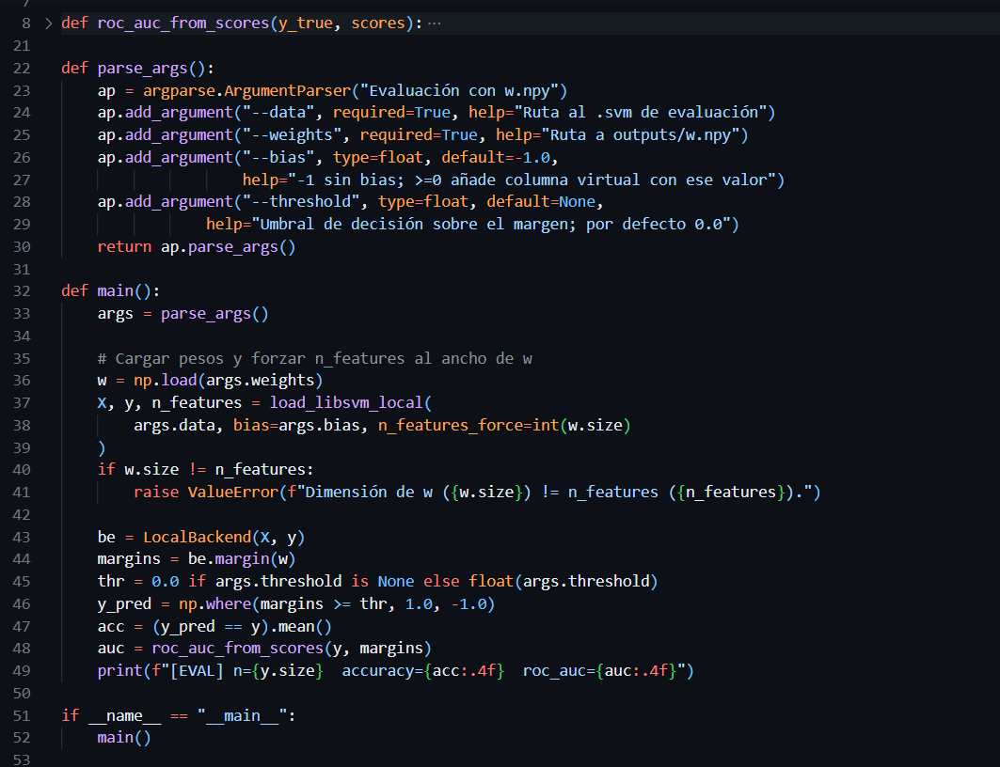 7
8 > def roc_auc_from_scores(y_true, scores): ···
21
22 def parse_args():
23     ap = argparse.ArgumentParser("Evaluación con w.npy")
24     ap.add_argument("--data", required=True, help="Ruta al .svm de evaluación")
25     ap.add_argument("--weights", required=True, help="Ruta a outputs/w.npy")
26     ap.add_argument("--bias", type=float, default=-1.0,
27                     help="-1 sin bias; >=0 añade columna virtual con ese valor")
28     ap.add_argument("--threshold", type=float, default=None,
29                 help="Umbral de decisión sobre el margen; por defecto 0.0")
30     return ap.parse_args()
31
32 def main():
33     args = parse_args()
34
35     # Cargar pesos y forzar n_features al ancho de w
36     w = np.load(args.weights)
37     X, y, n_features = load_libsvm_local(
38         args.data, bias=args.bias, n_features_force=int(w.size)
39     )
40     if w.size != n_features:
41         raise ValueError(f"Dimensión de w ({w.size}) != n_features ({n_features}).")
42
43     be = LocalBackend(X, y)
44     margins = be.margin(w)
45     thr = 0.0 if args.threshold is None else float(args.threshold)
46     y_pred = np.where(margins >= thr, 1.0, -1.0)
47     acc = (y_pred == y).mean()
48     auc = roc_auc_from_scores(y, margins)
49     print(f"[EVAL] n={y.size}  accuracy={acc:.4f}  roc_auc={auc:.4f}")
50
51 if __name__ == "__main__":
52     main()
53